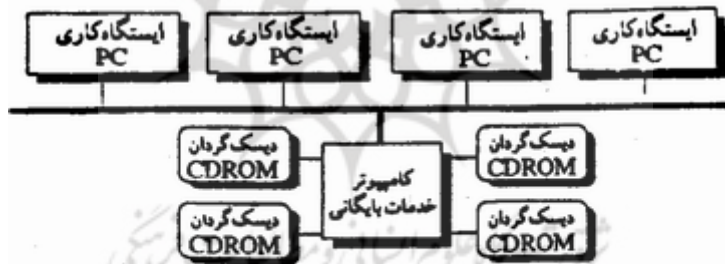 ایستگاه کاری
PC
ایستگاه کاری
PC
ایستگاه کاری
PC
ایستگاه کاری
PC
دیسک گردان
CDROM
دیسک گردان
CDROM
کامپیوتر
خدمات بایگانی
دیسک گردان
CDROM
دیسک گردان
CDROM